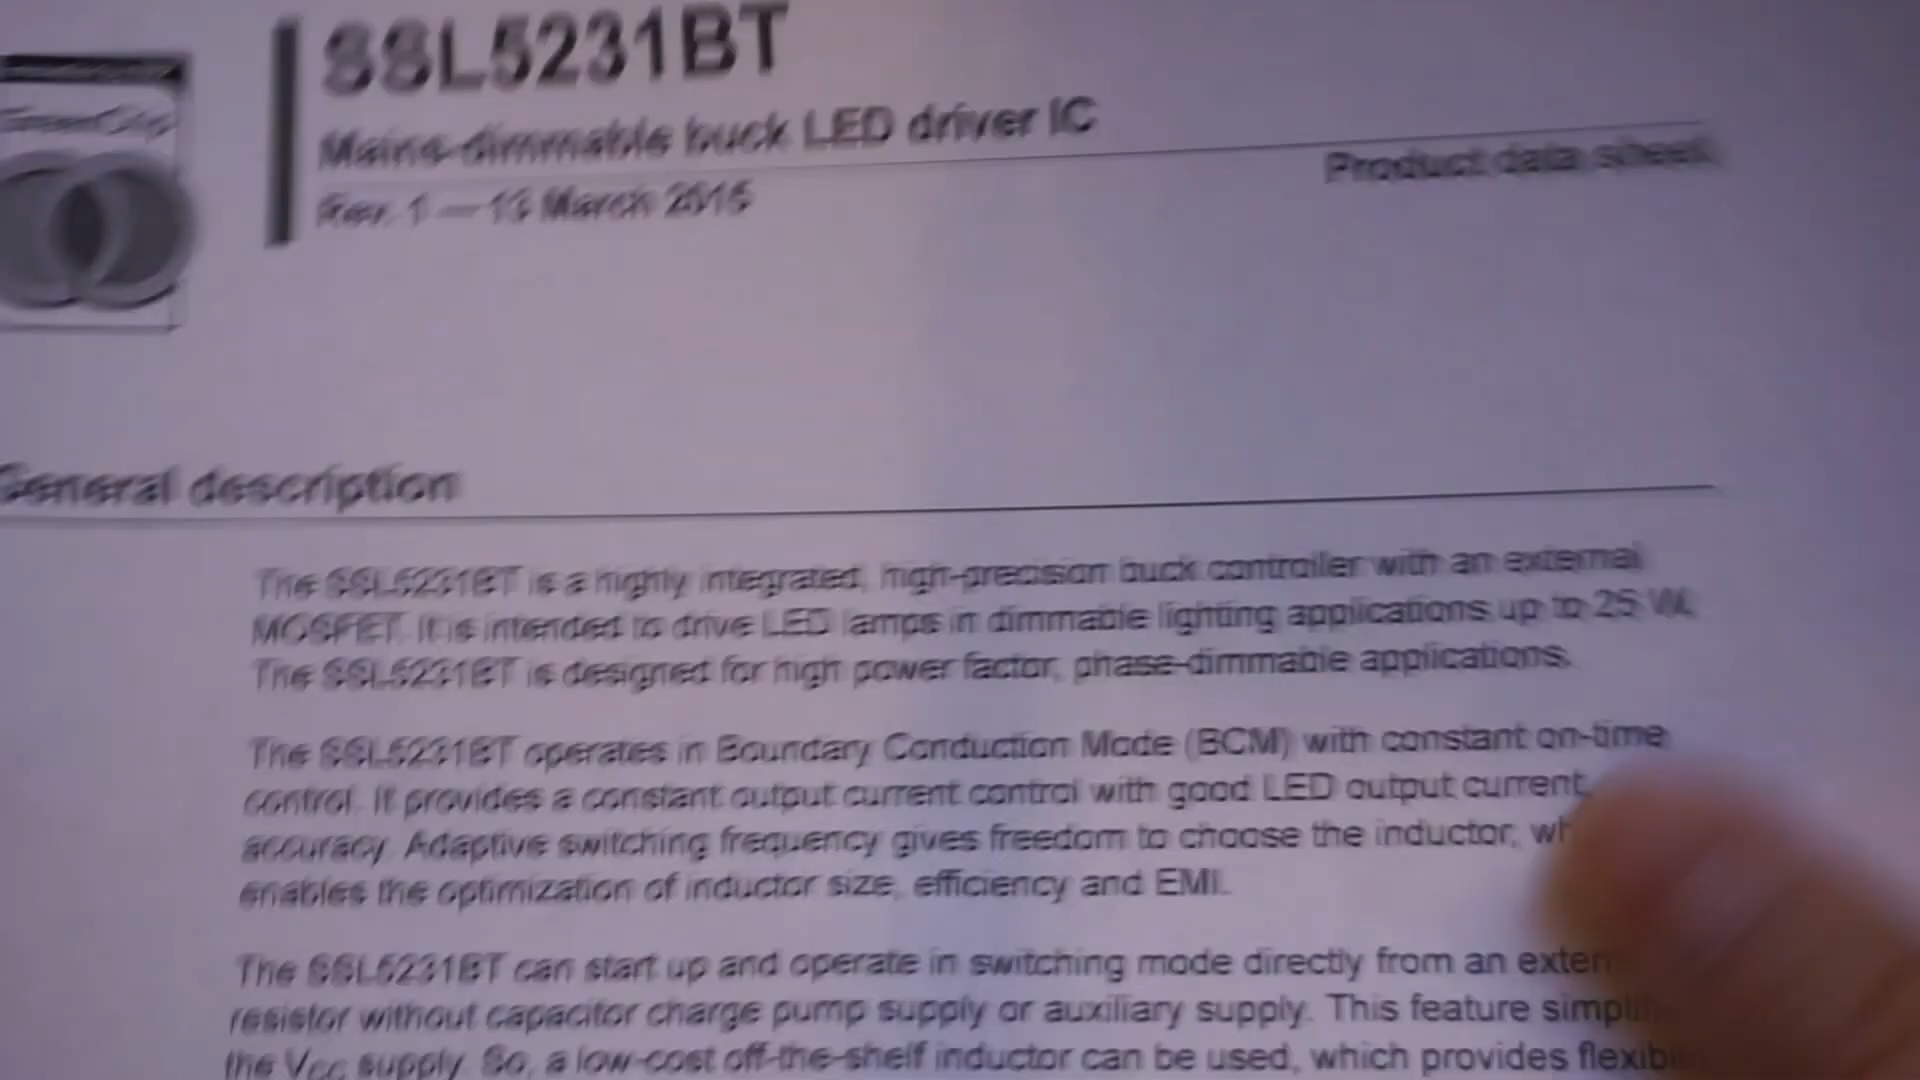 SSL5231BT
Mains-dimmable buck LED driver IC
Rev. 1 — 13 March 2015
Product data sheet
General description
The SSL5231BT is a highly integrated, high-precision buck controller with an external
MOSFET. It is intended to drive LED lamps in dimmable lighting applications up to 25 W.
The SSL5231BT is designed for high power factor, phase-dimmable applications.
The SSL5231BT operates in Boundary Conduction Mode (BCM) with constant on-time
control. It provides a constant output current control with good LED output current
accuracy. Adaptive switching frequency gives freedom to choose the inductor, wh
enables the optimization of inductor size, efficiency and EMI.
The SSL5231BT can start up and operate in switching mode directly from an extern
resistor without capacitor charge pump supply or auxiliary supply. This feature simplifi
the VCC supply. So, a low-cost off-the-shelf inductor can be used, which provides flexibi